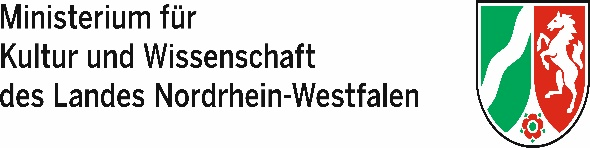 Ministerium für
Kultur und Wissenschaft
des Landes Nordrhein-Westfalen